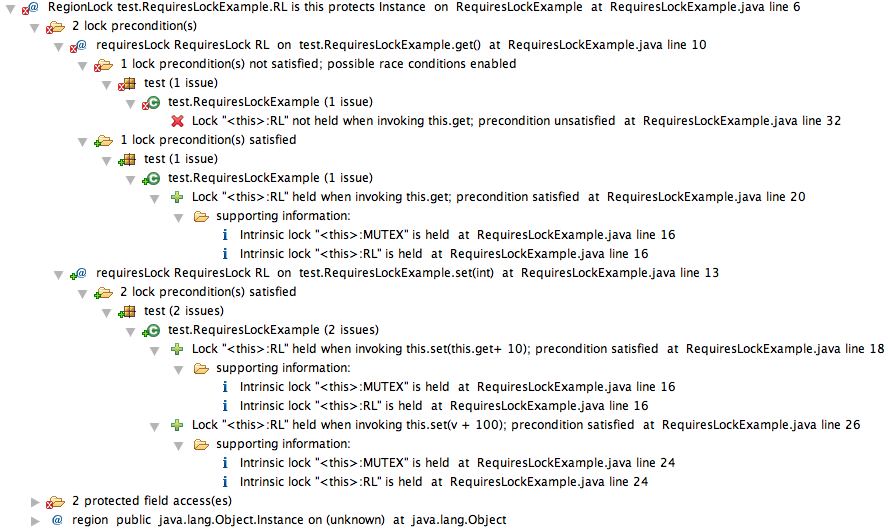 RegionLock test.RequiresLockExample.RL is this protects Instance on RequiresLockExample at RequiresLockExample.java line 6
2 lock precondition(s)
requiresLock RequiresLock RL on test.RequiresLockExample.get() at RequiresLockExample.java line 10
1 lock precondition(s) not satisfied; possible race conditions enabled
test (1 issue)
test.RequiresLockExample (1 issue)
Lock "<this>:RL" not held when invoking this.get; precondition unsatisfied at RequiresLockExample.java line 32
1 lock precondition(s) satisfied
test (1 issue)
test.RequiresLockExample (1 issue)
Lock "<this>:RL" held when invoking this.get; precondition satisfied at RequiresLockExample.java line 20
supporting information:
Intrinsic lock "<this>:MUTEX" is held at RequiresLockExample.java line 16
Intrinsic lock "<this>:RL" is held at RequiresLockExample.java line 16
requiresLock RequiresLock RL on test.RequiresLockExample.set(int) at RequiresLockExample.java line 13
2 lock precondition(s) satisfied
test (2 issues)
test.RequiresLockExample (2 issues)
Lock "<this>:RL" held when invoking this.set(this.get+ 10); precondition satisfied at RequiresLockExample.java line 18
supporting information:
Intrinsic lock "<this>:MUTEX" is held at RequiresLockExample.java line 16
Intrinsic lock "<this>:RL" is held at RequiresLockExample.java line 16
Lock "<this>:RL" held when invoking this.set(v + 100); precondition satisfied at RequiresLockExample.java line 26
supporting information:
Intrinsic lock "<this>:MUTEX" is held at RequiresLockExample.java line 24
Intrinsic lock "<this>:RL" is held at RequiresLockExample.java line 24
2 protected field access(es)
region public java.lang.Object.Instance on (unknown) at java.lang.Object